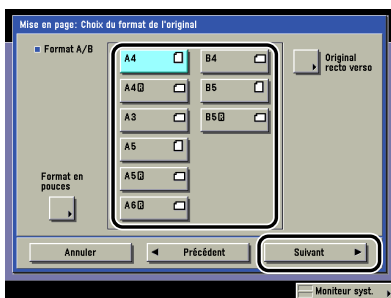 Mise en page: Choix du format de l'original
Format A/B
A4
B4
Original
recto verso
A4R
B5
A3
B5R
A5
Format en
pouces
A5R
A6R
Annuler
Précédent
Suivant
Moniteur syst.